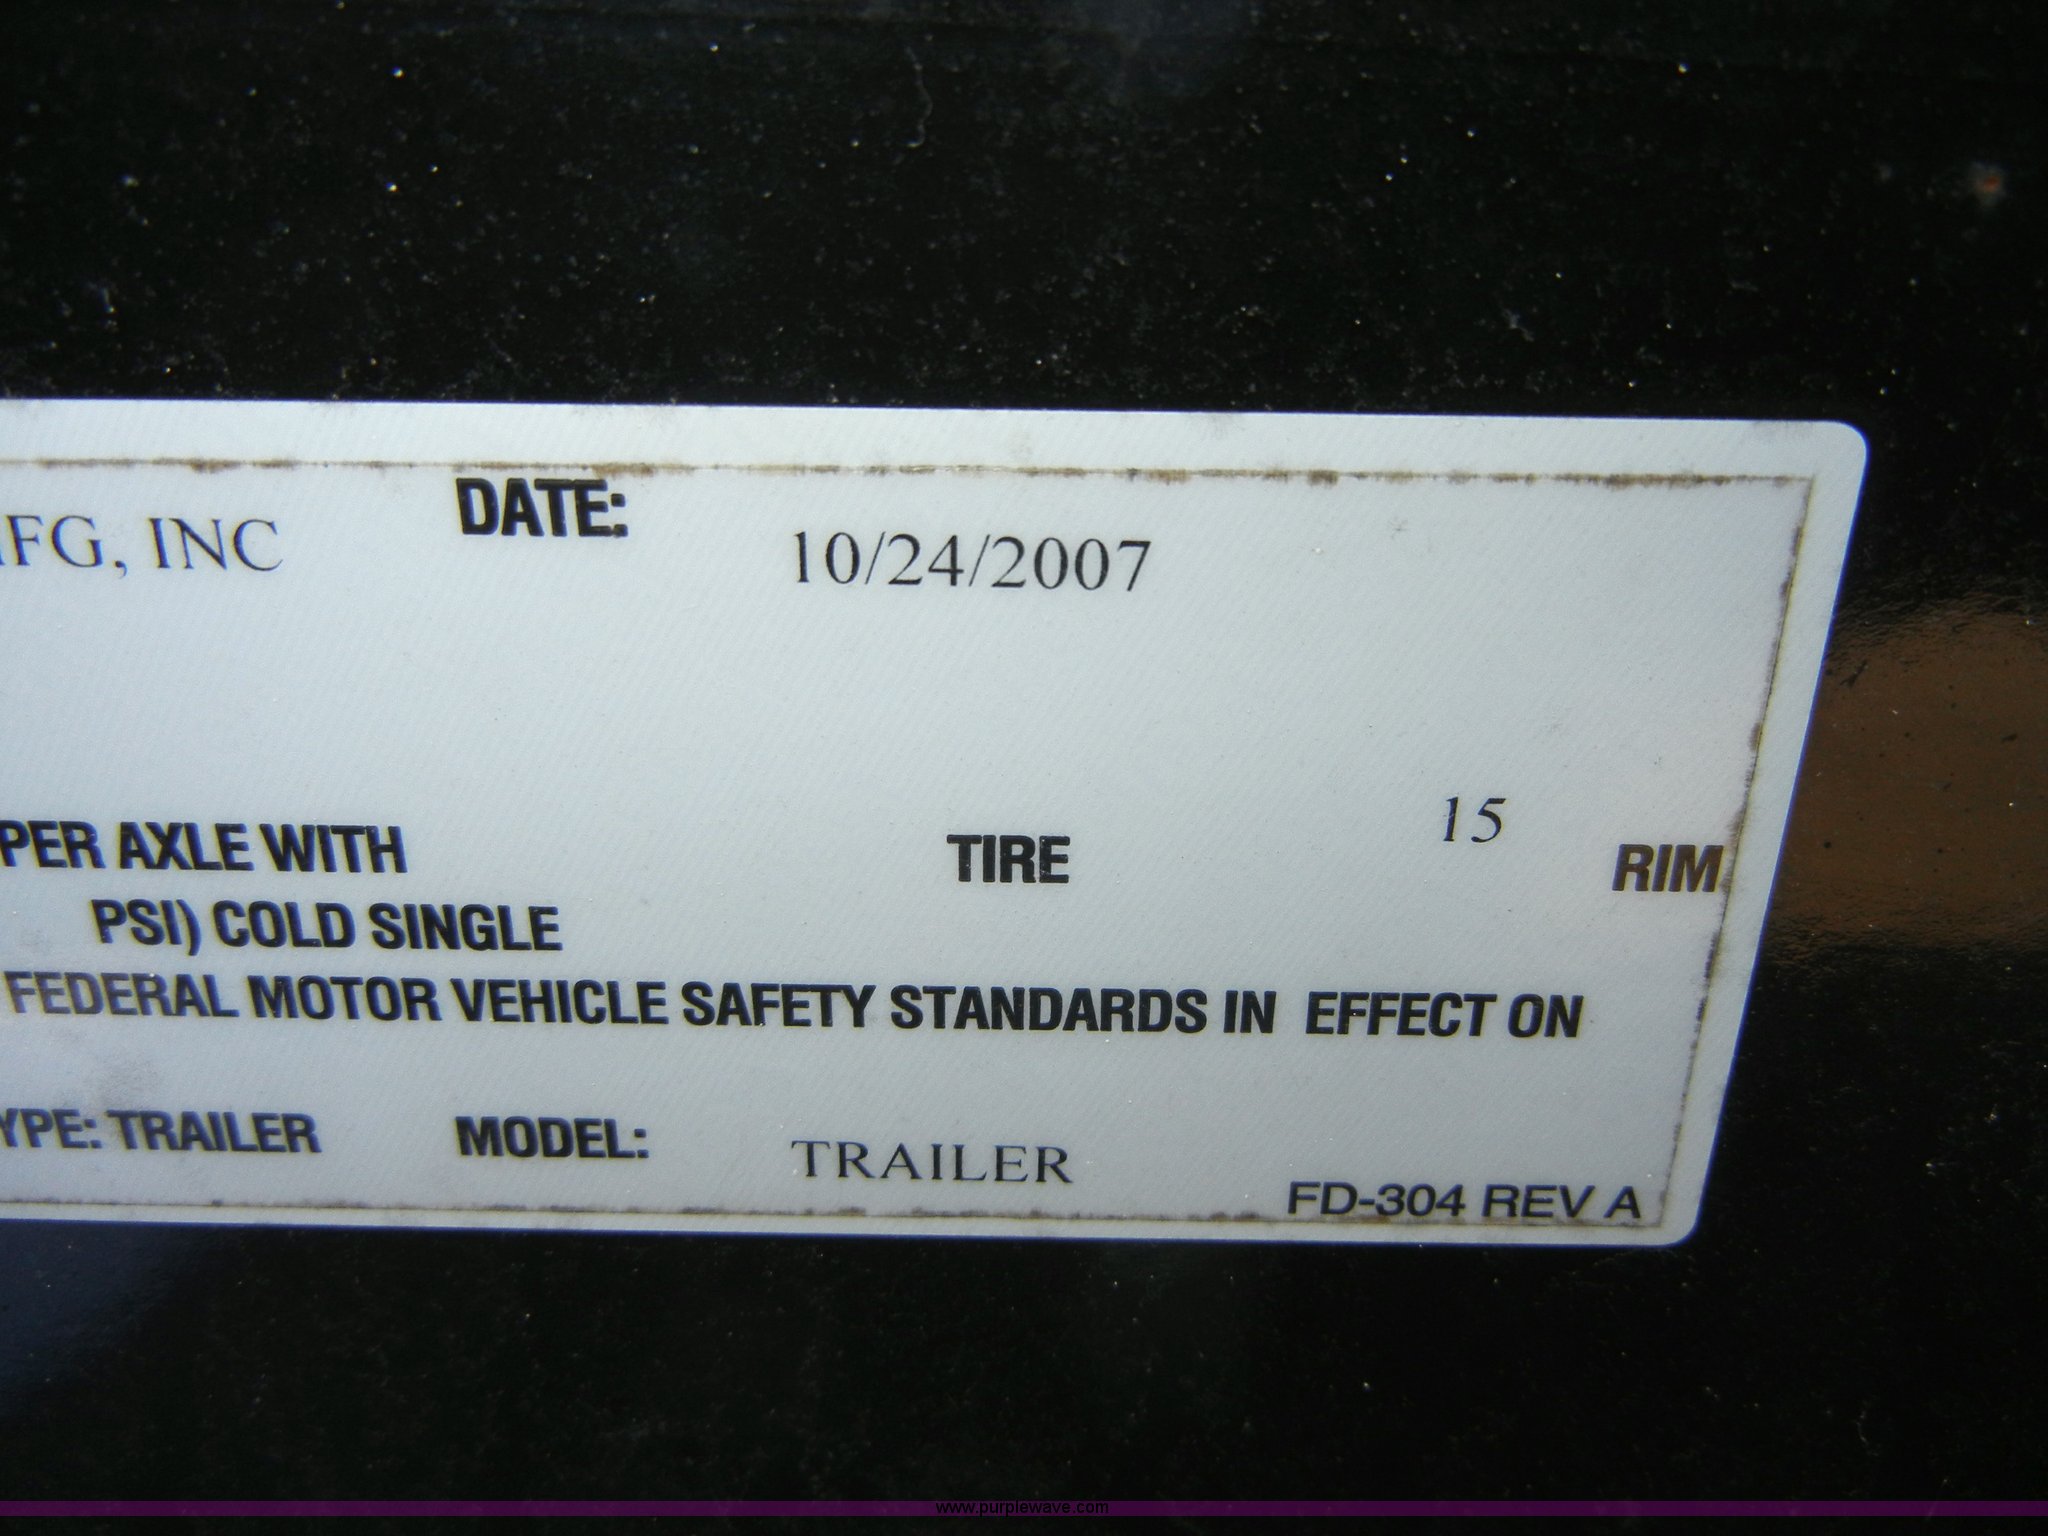 MFG, INC DATE: 10/24/2007
PER AXLE WITH TIRE 15 RIM
PSI) COLD SINGLE
FEDERAL MOTOR VEHICLE SAFETY STANDARDS IN EFFECT ON
YPE: TRAILER MODEL: TRAILER
FD-304 REV A
www.purplewave.com